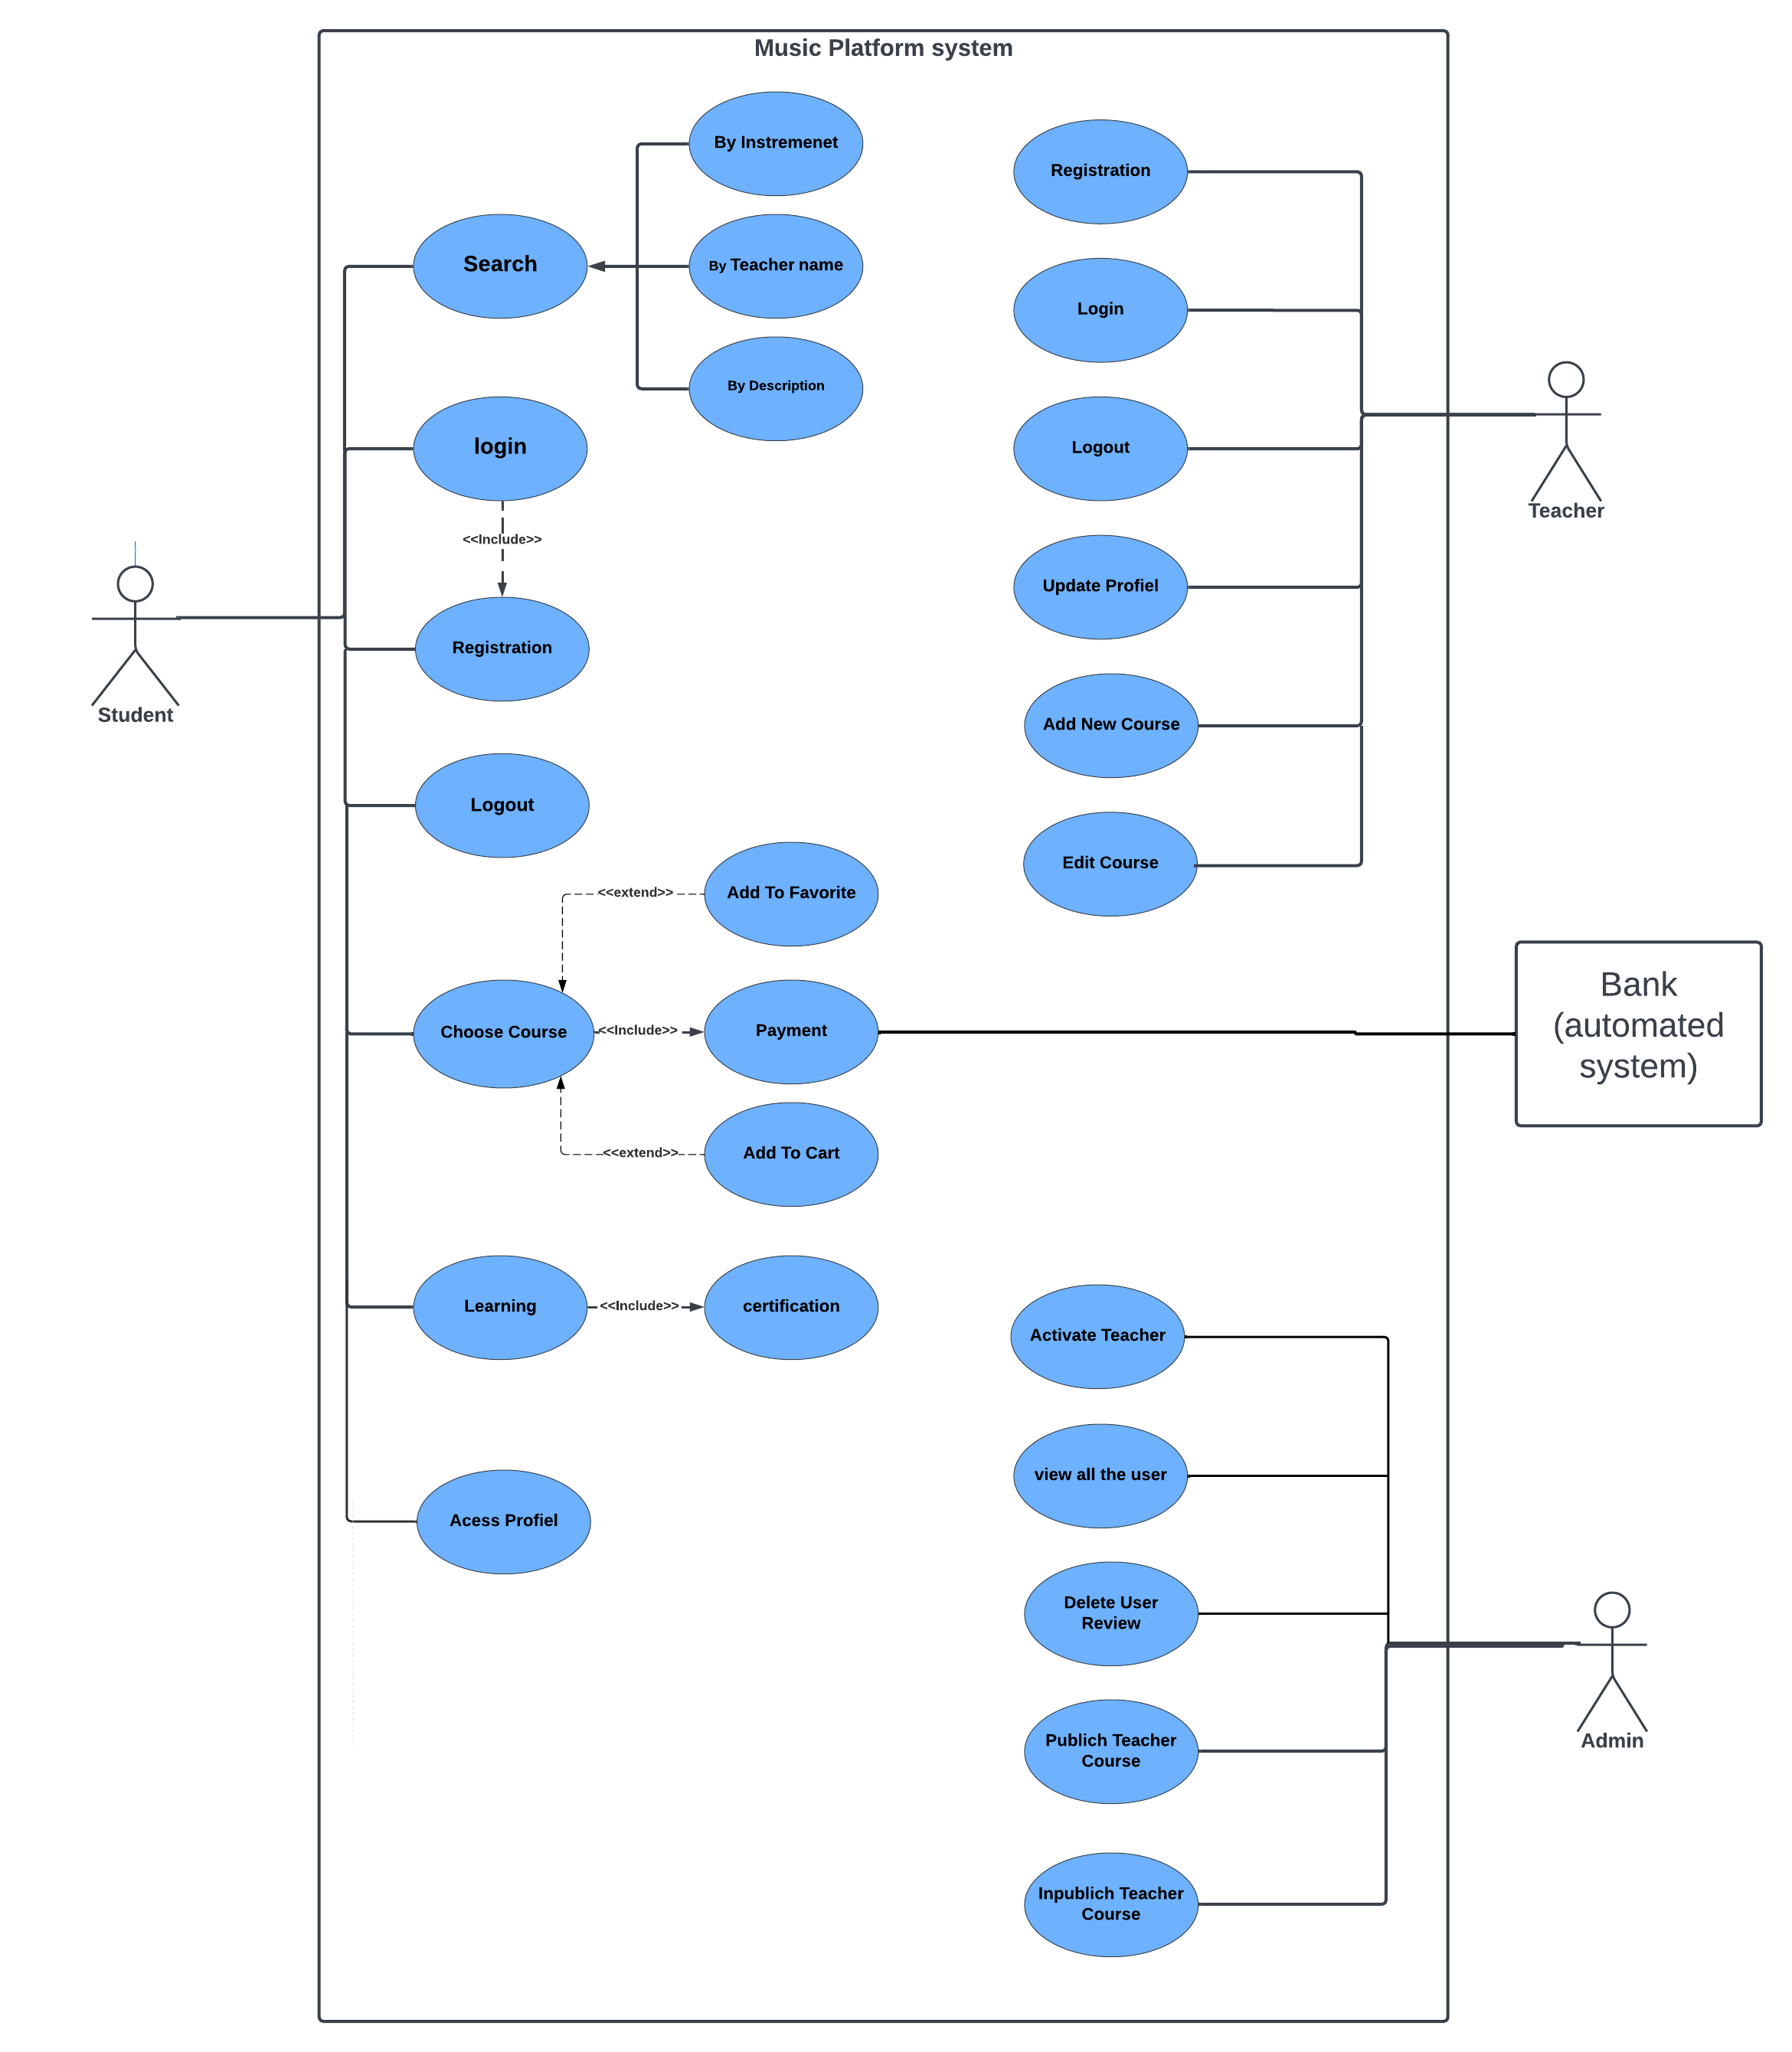 Music Platform system
By Instremenet
Registration
Search
By Teacher name
Login
By Description
login
Logout
Teacher
<<Include>>
Update Profiel
Registration
Student
Add New Course
Logout
Edit Course
<<extend>>
Add To Favorite
Bank
(automated
system)
Choose Course
<<Include>>
Payment
<<extend>>
Add To Cart
Learning
<<Include>>
certification
Activate Teacher
view all the user
Acess Profiel
Delete User
Review
Publich Teacher
Course
Admin
Inpublich Teacher
Course